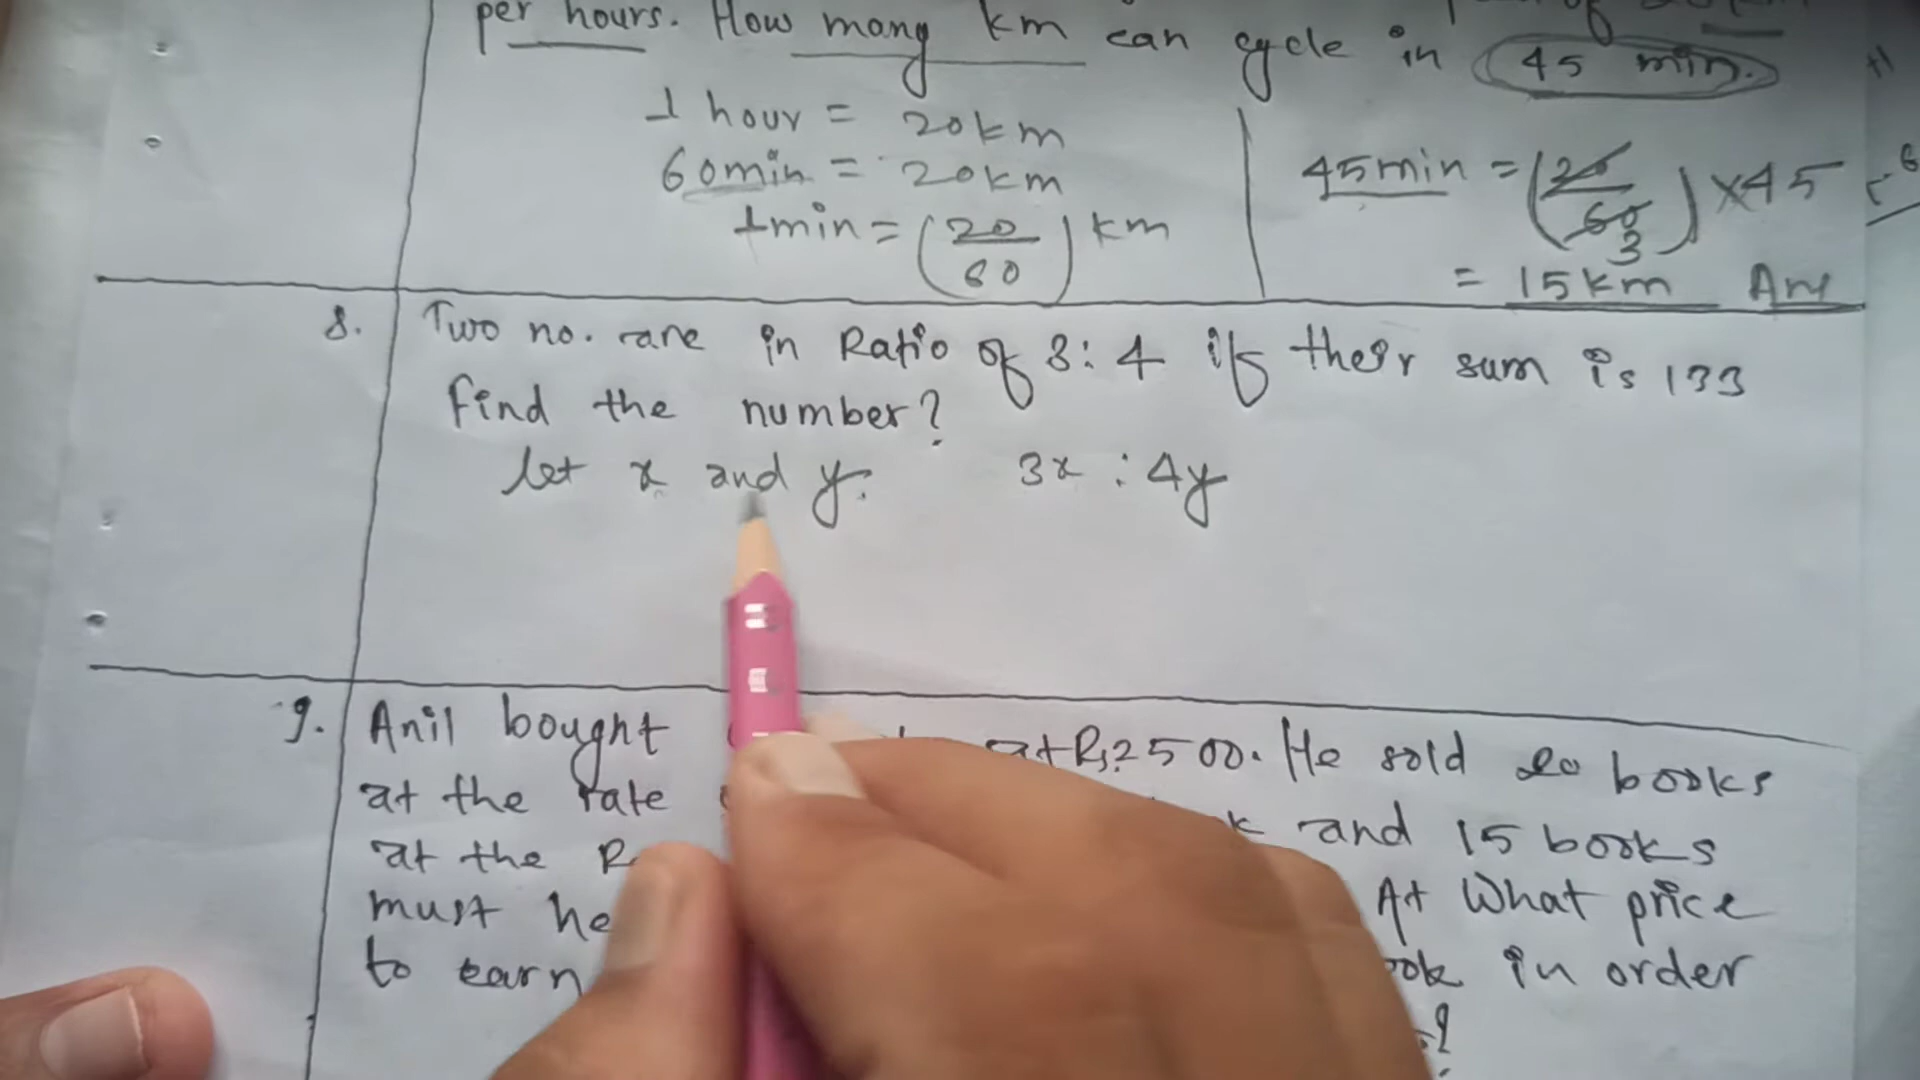 per hours. How many km can cycle in 45 min.
1 hour = 20km
60min = 20km
1min = (20/60) km
45min = (20/60) x45
3
= 15km Ans
8. Two no. are in Ratio of 3:4 if their sum is 133
Find the number?
let x and y. 3x : 4y
9. Anil bought at Rs2500. He sold 20 books
at the rate and 15 books
at the must he At What price
to earn in order